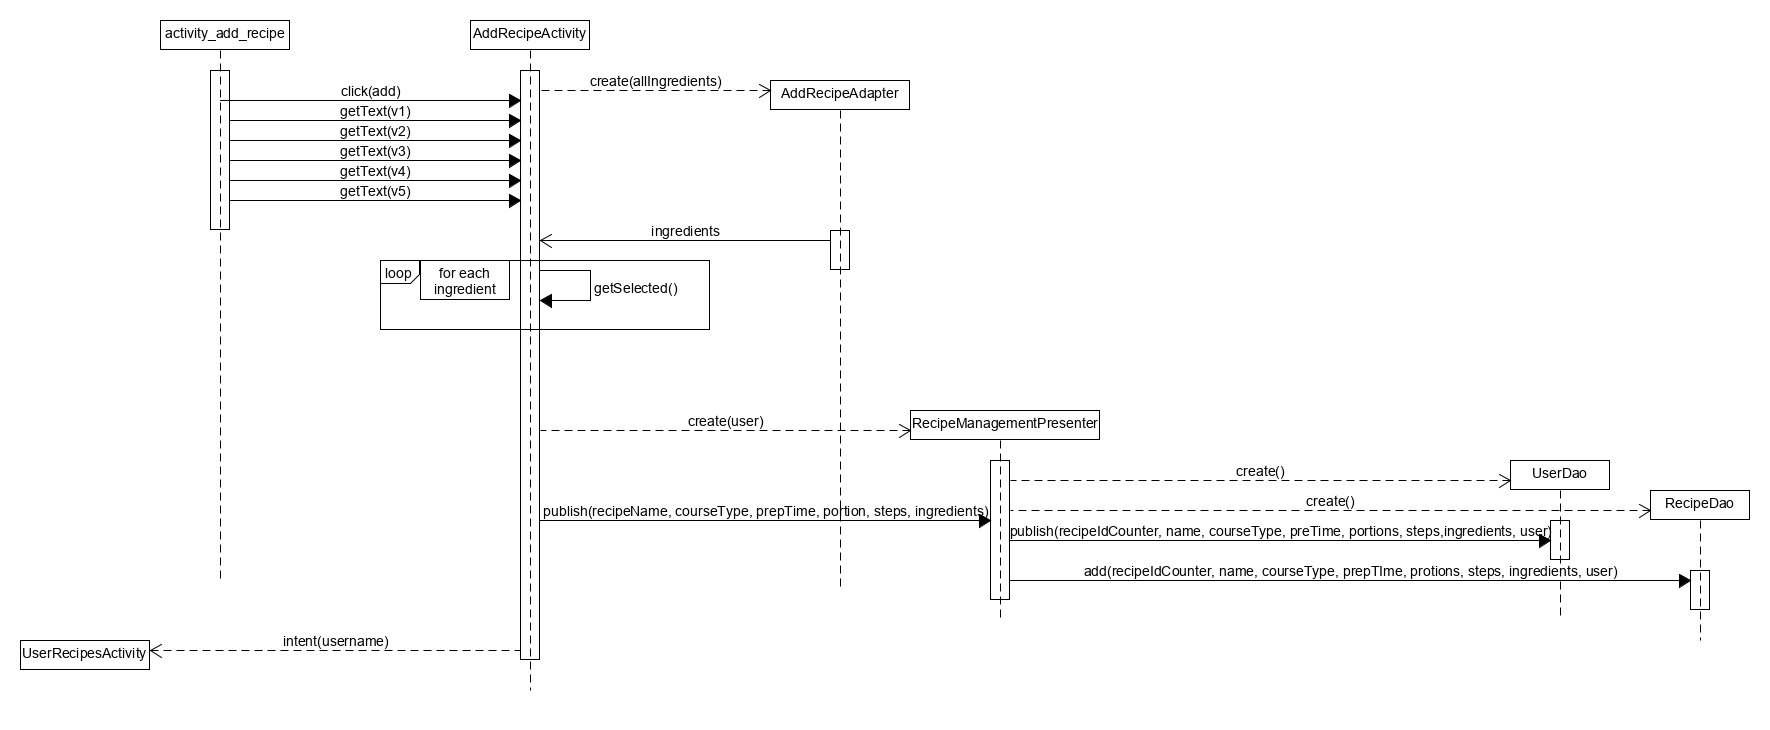 activity_add_recipe
AddRecipeActivity
create(allIngredients)
AddRecipeAdapter
click(add)
getText(v1)
getText(v2)
getText(v3)
getText(v4)
getText(v5)
ingredients
loop
for each
ingredient
getSelected()
create(user)
RecipeManagementPresenter
create()
UserDao
create()
RecipeDao
publish(recipeName, courseType, prepTime, portion, steps, ingredients)
publish(recipeIdCounter, name, courseType, preTime, portions, steps,ingredients, user)
add(recipeIdCounter, name, courseType, prepTIme, protions, steps, ingredients, user)
intent(username)
UserRecipesActivity